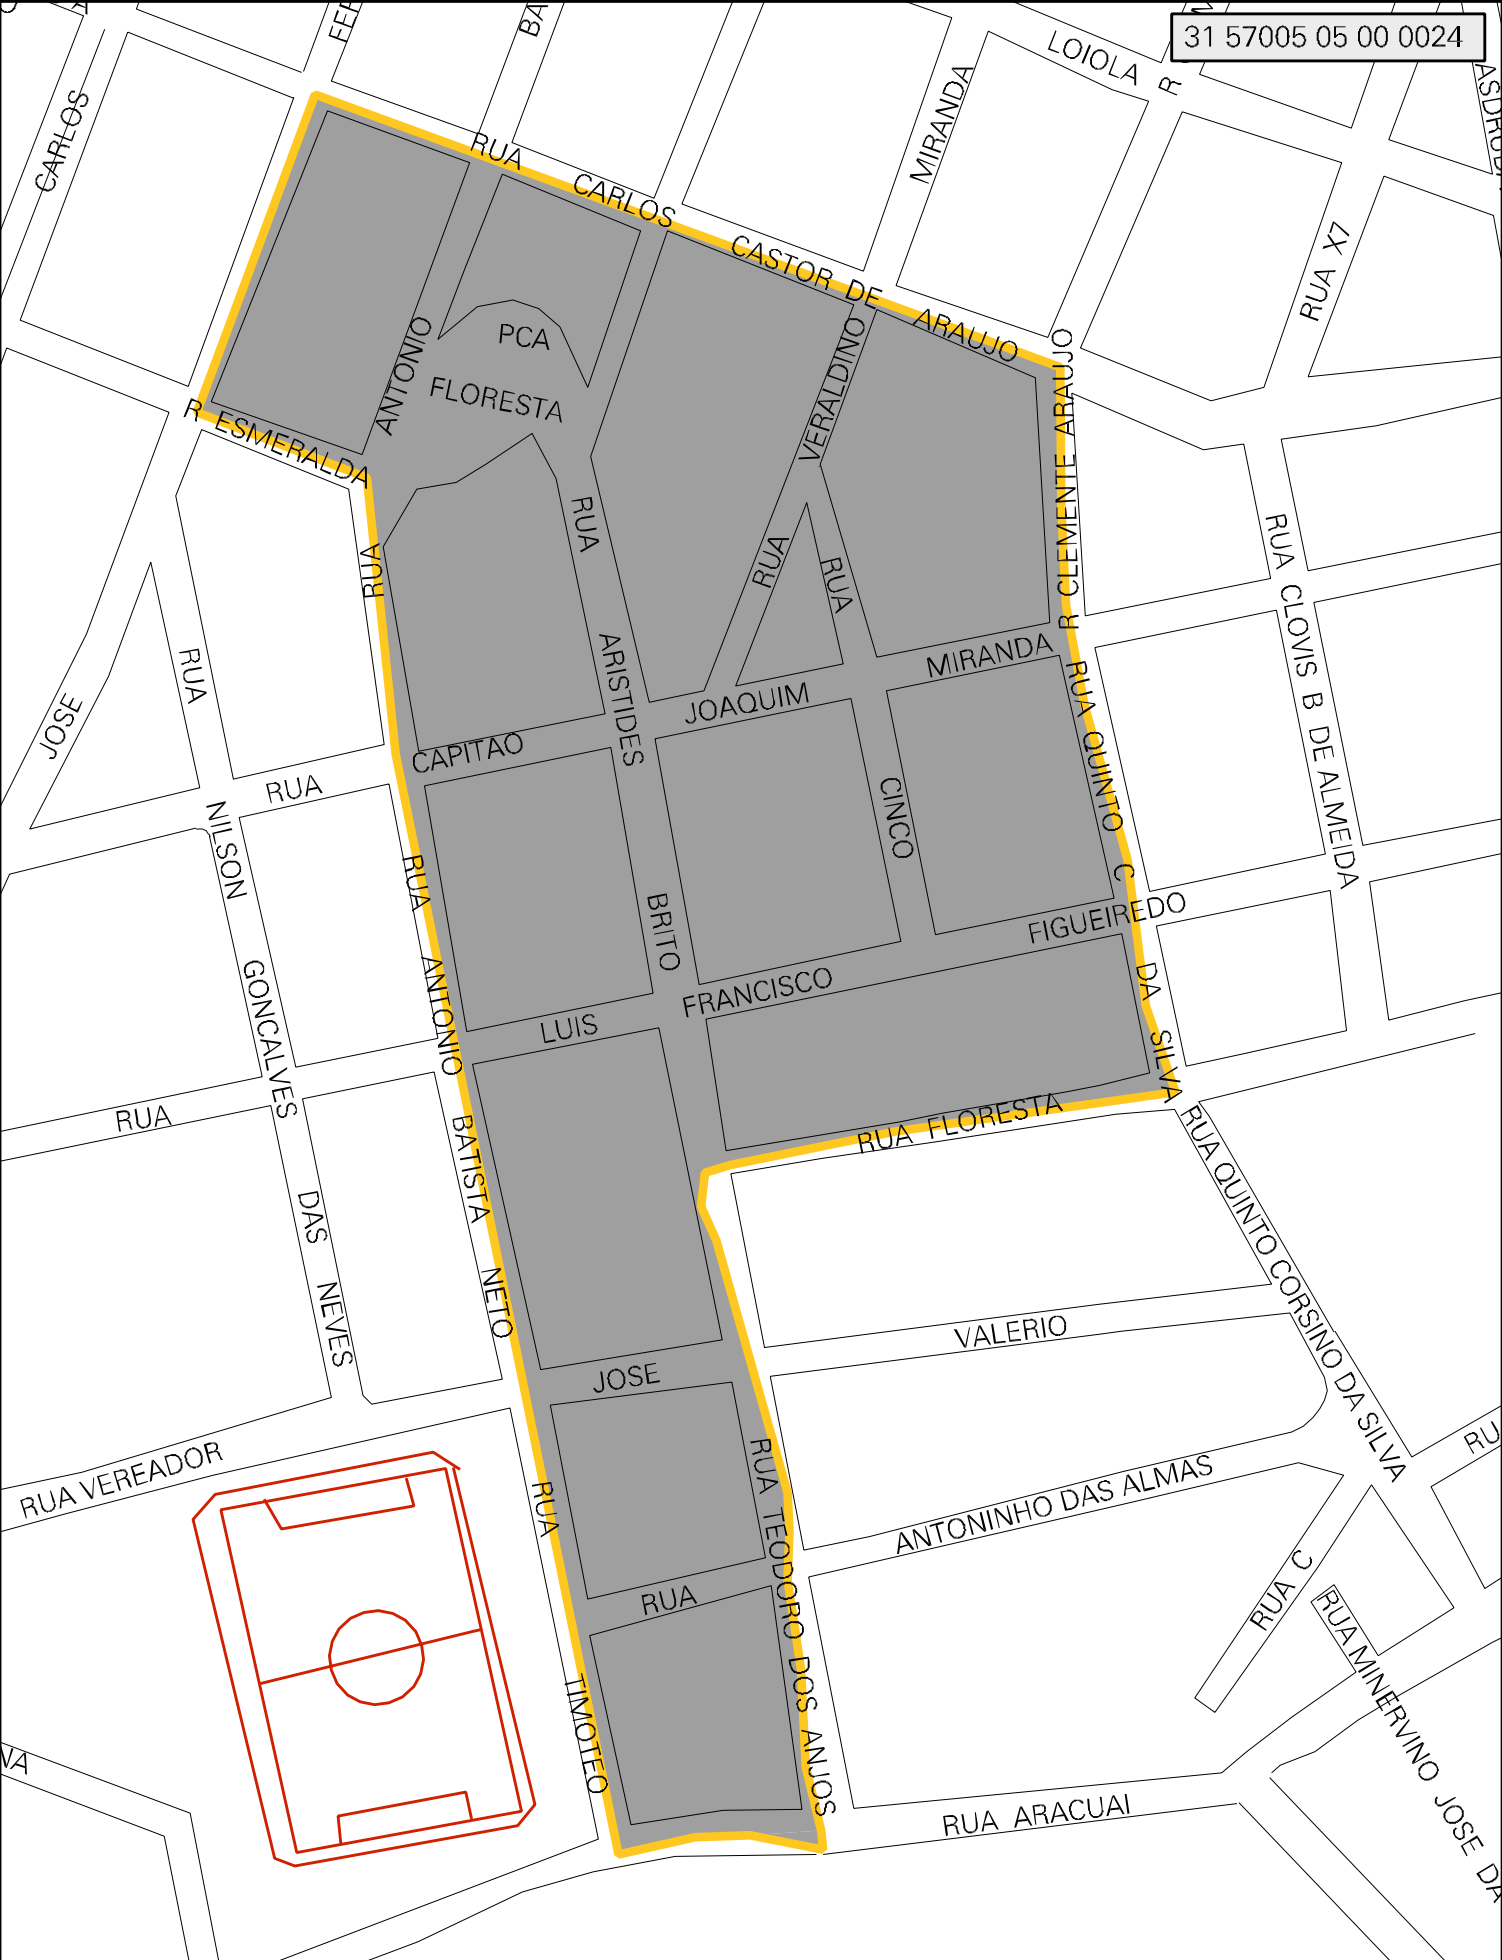 31 57005 05 00 0024
LOIOLA
R
CARLOS
MIRANDA
RUA CARLOS CASTOR DE ARAUJO
RUA X7
PCA
FLORESTA
R ESMERALDA
RUA ANTONIO
RUA VERALDINO
R CLEMENTE ARAUJO
RUA ARISTIDES BRITO
RUA CINCO
RUA CLOVIS B DE ALMEIDA
RUA CAPITAO JOAQUIM MIRANDA
JOSE
RUA NILSON GONCALVES DAS NEVES
RUA QUINTO C DA SILVA
RUA LUIS FRANCISCO FIGUEIREDO
RUA ANTONIO BATISTA NETO
RUA FLORESTA
RUA QUINTO CORSINO DA SILVA
JOSE VALERIO
RUA VEREADOR
RUA TEODORO DOS ANJOS
RUA ANTONINHO DAS ALMAS
RUA TIMOTEO
RUA C
RUA MINERVINO JOSE DA
RUA ARACUAI